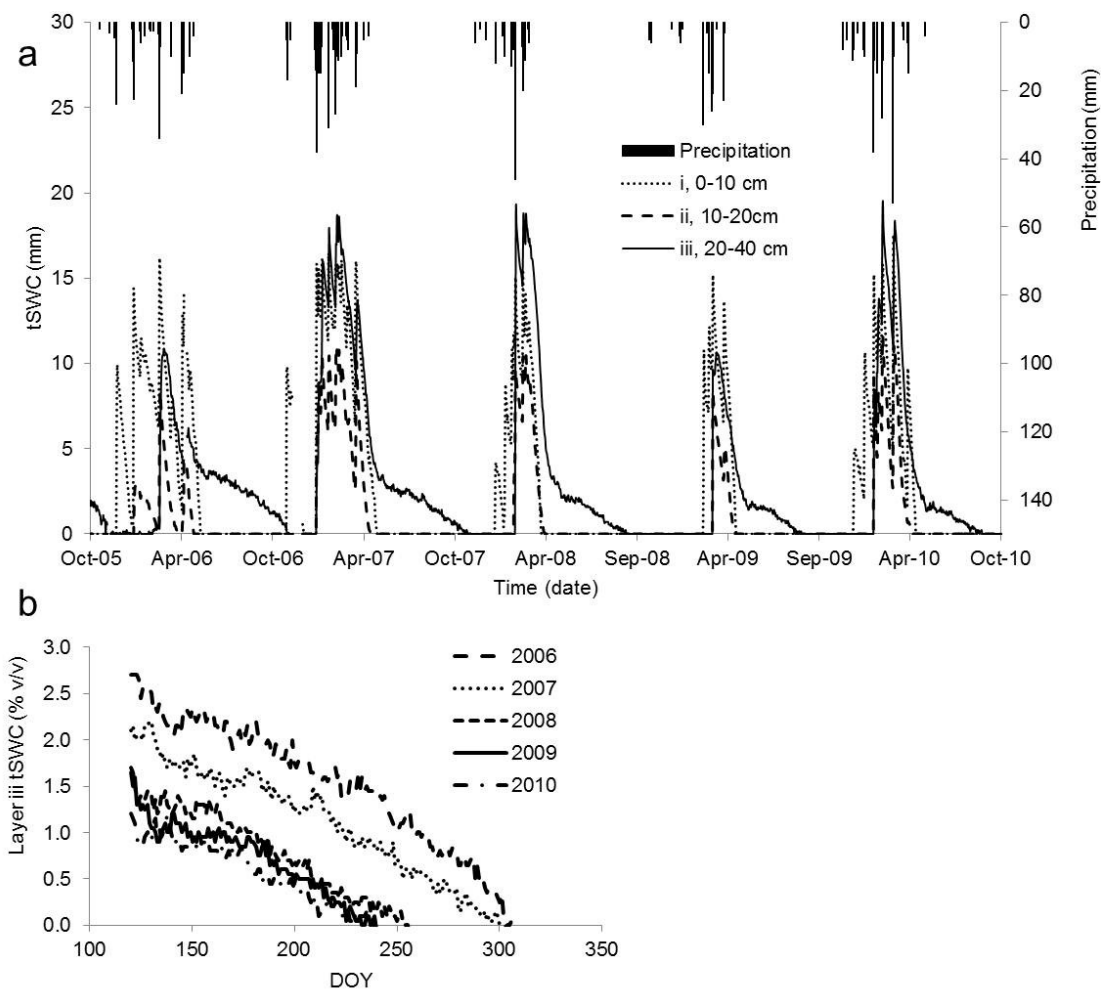 a
30
25
20
15
10
5
0
tSWC (mm)
0
20
40
60
80
100
120
140
Precipitation (mm)
Precipitation
i, 0-10 cm
ii, 10-20cm
iii, 20-40 cm
Oct-05 Apr-06 Oct-06 Apr-07 Oct-07 Apr-08 Sep-08 Apr-09 Sep-09 Apr-10 Oct-10
Time (date)
b
3.0
2.5
2.0
1.5
1.0
0.5
0.0
Layer iii tSWC (% v/v)
2006
2007
2008
2009
2010
100 150 200 250 300 350
DOY